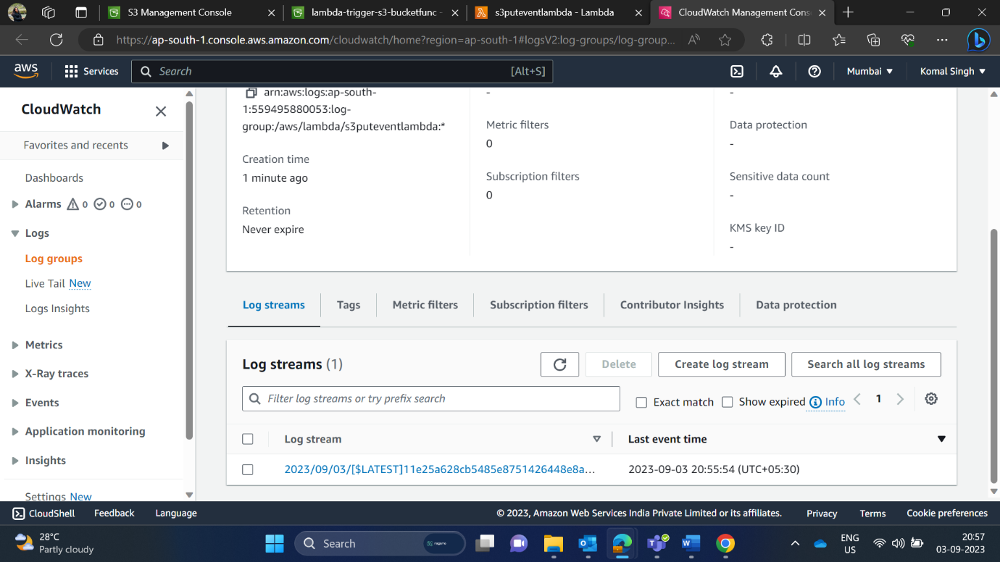 S3 Management Console
lambda-trigger-s3-bucketfunc -
s3puteventlambda - Lambda
CloudWatch Management Cons
https://ap-south-1.console.aws.amazon.com/cloudwatch/home?region=ap-south-1#logsV2:log-groups/log-group...
aws
Services
Search
[Alt+S]
Mumbai
Komal Singh
CloudWatch
Favorites and recents
Dashboards
Alarms 0 0 0
Logs
Log groups
Live Tail New
Logs Insights
Metrics
X-Ray traces
Events
Application monitoring
Insights
Settings New
arn:aws:logs:ap-south-
1:559495880053:log-
group:/aws/lambda/s3puteventlambda:*
Creation time
1 minute ago
Retention
Never expire
-
Metric filters
0
Subscription filters
0
-
Data protection
-
Sensitive data count
-
KMS key ID
-
Log streams
Tags
Metric filters
Subscription filters
Contributor Insights
Data protection
Log streams (1)
Delete
Create log stream
Search all log streams
Filter log streams or try prefix search
Exact match
Show expired
Info
1
Log stream
Last event time
2023/09/03/[$LATEST]11e25a628cb5485e8751426448e8a...
2023-09-03 20:55:54 (UTC+05:30)
CloudShell
Feedback
Language
© 2023, Amazon Web Services India Private Limited or its affiliates.
Privacy
Terms
Cookie preferences
28°C
Partly cloudy
Search
ENG
US
20:57
03-09-2023